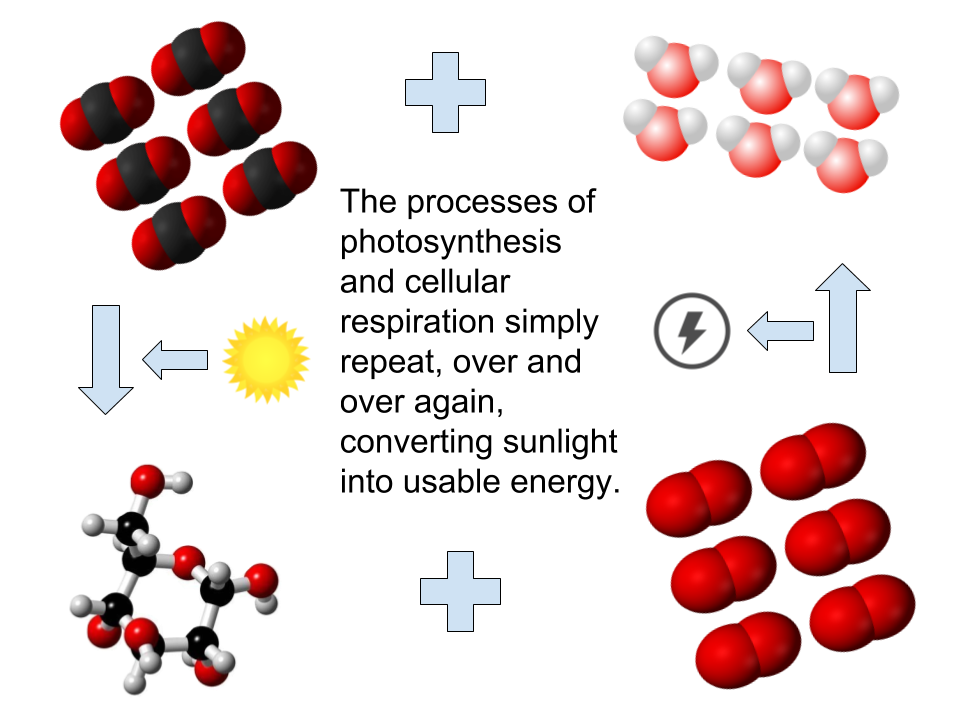 The processes of
photosynthesis
and cellular
respiration simply
repeat, over and
over again,
converting sunlight
into usable energy.